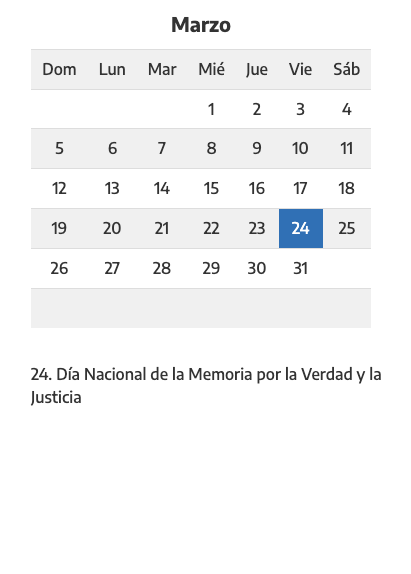 Marzo
Dom Lun Mar Mié Jue Vie Sáb
1 2 3 4
5 6 7 8 9 10 11
12 13 14 15 16 17 18
19 20 21 22 23 24 25
26 27 28 29 30 31
24. Día Nacional de la Memoria por la Verdad y la
Justicia